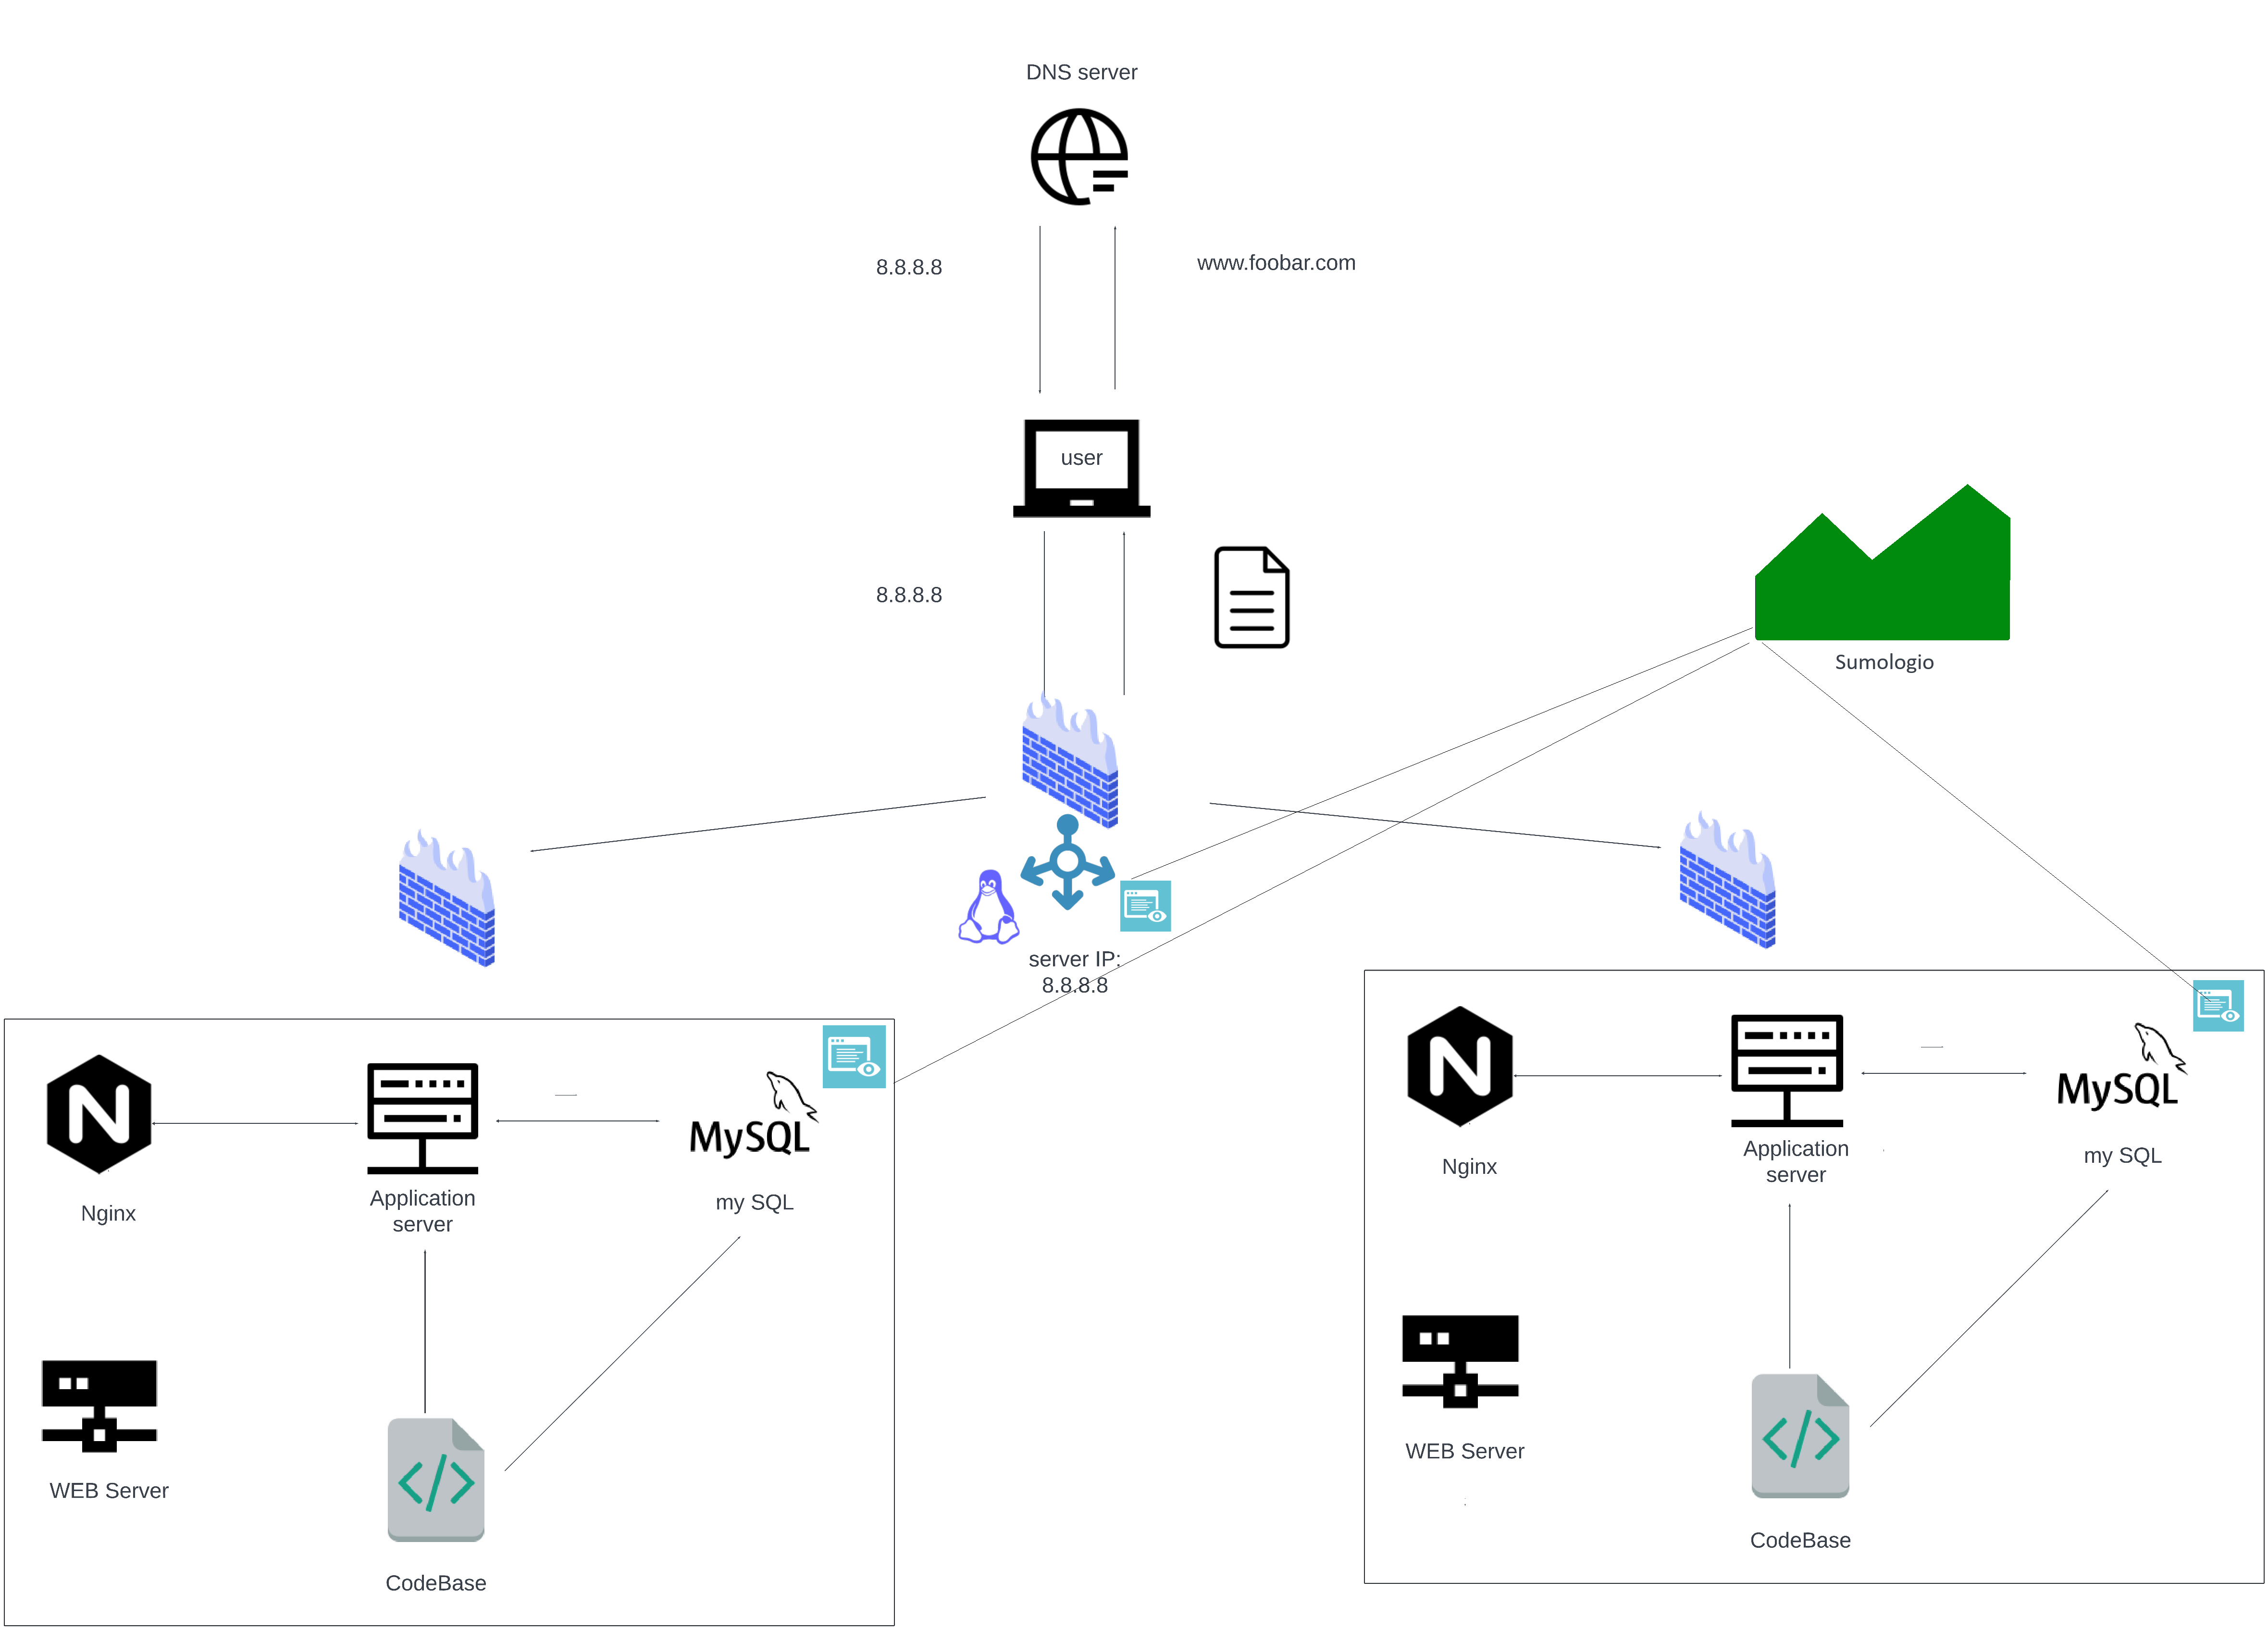 DNS server
8.8.8.8
www.foobar.com
user
8.8.8.8
Sumologio
server IP:
8.8.8.8
N
MySQL
Nginx
Application
server
my SQL
WEB Server
CodeBase
N
MySQL
Nginx
Application
server
my SQL
WEB Server
CodeBase